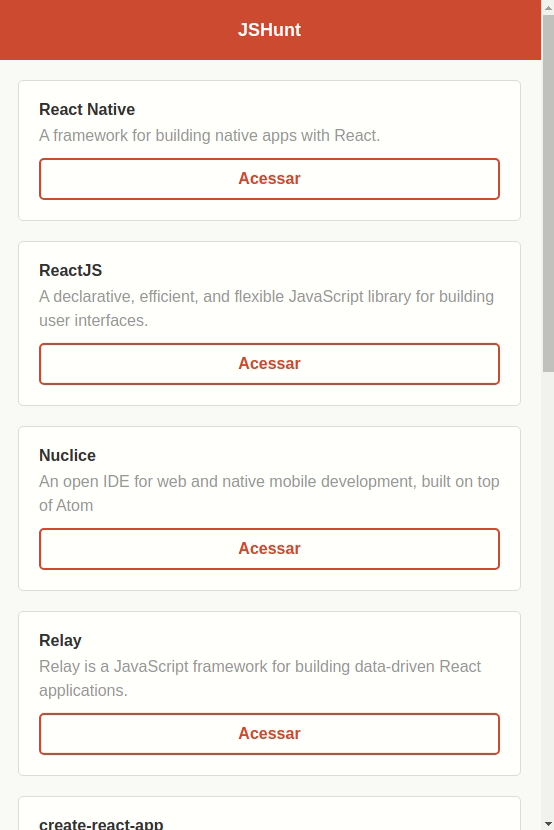 JSHunt
React Native
A framework for building native apps with React.
Acessar
ReactJS
A declarative, efficient, and flexible JavaScript library for building
user interfaces.
Acessar
Nuclice
An open IDE for web and native mobile development, built on top
of Atom
Acessar
Relay
Relay is a JavaScript framework for building data-driven React
applications.
Acessar
create-react-app